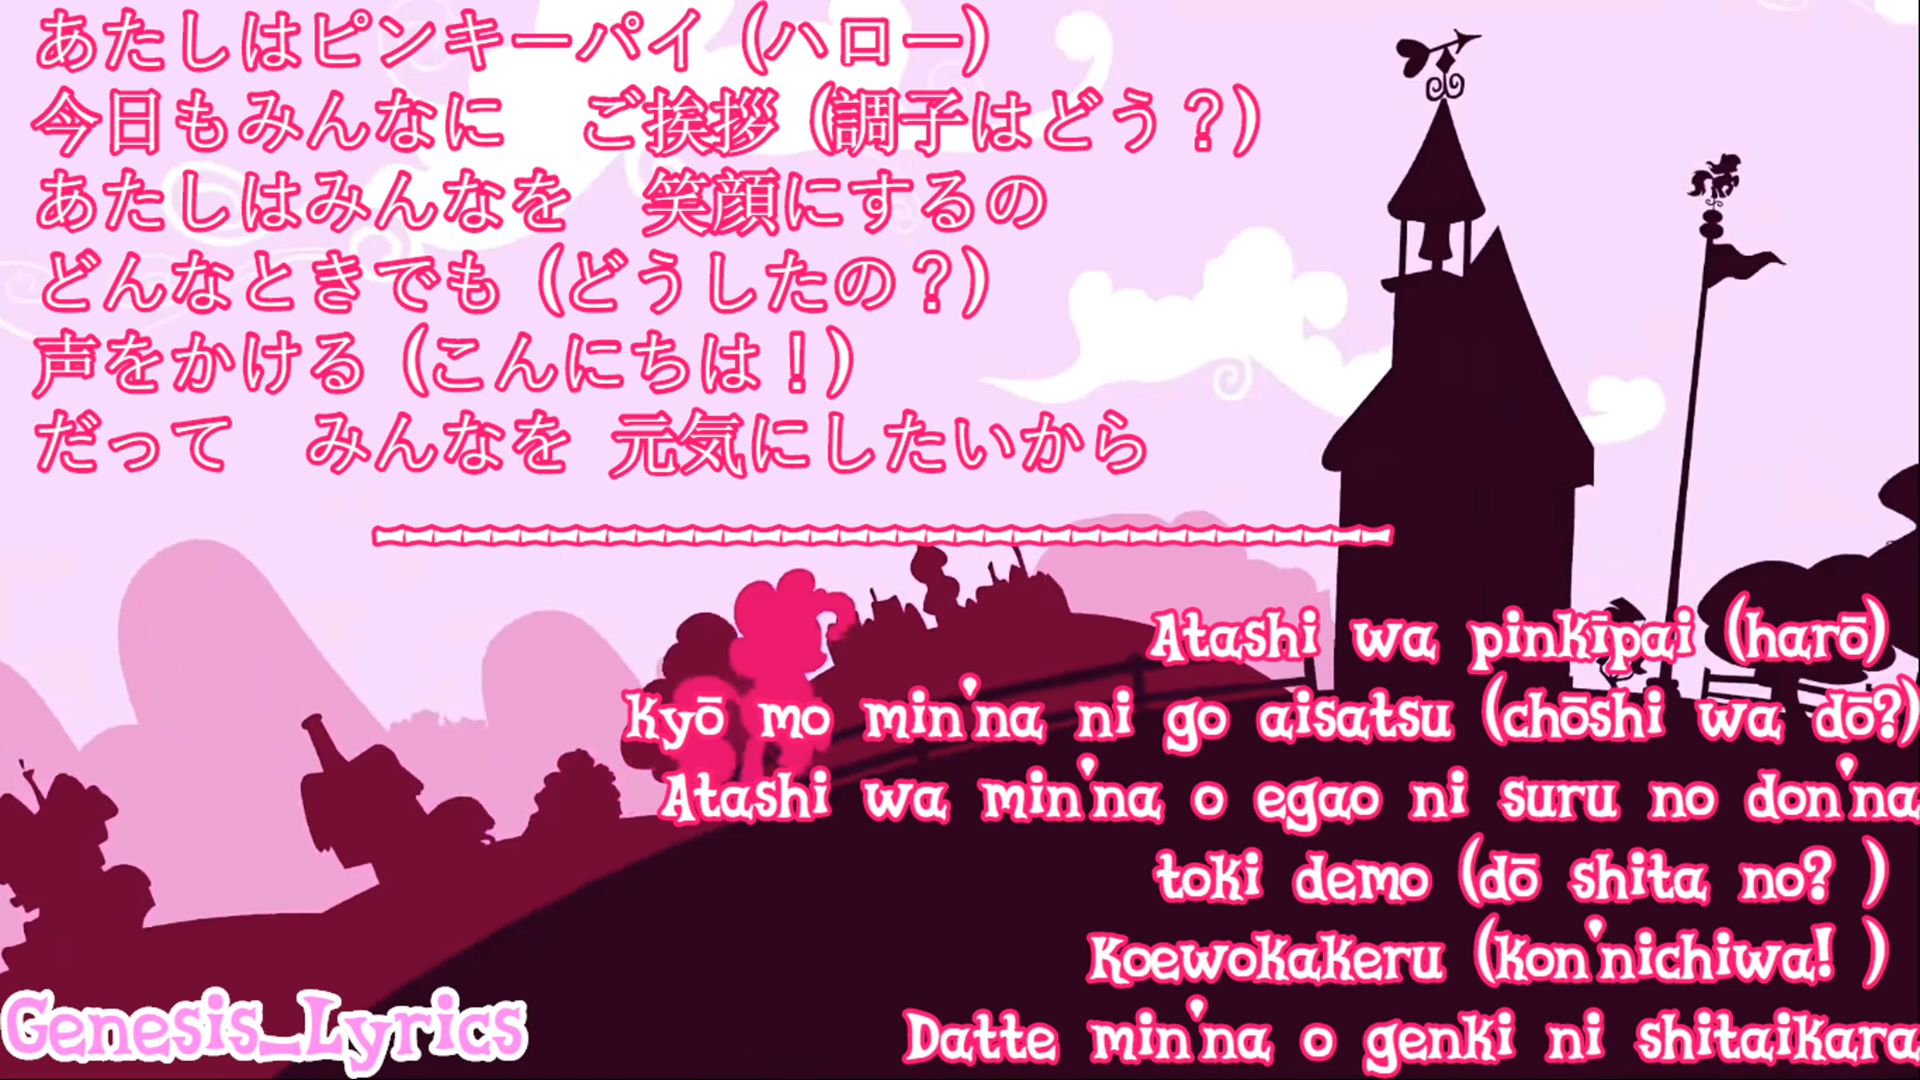 あたしはピンキーパイ (ハロー)
今日もみんなに　ご挨拶 (調子はどう？)
あたしはみんなを　笑顔にするの
どんなときでも (どうしたの？)
声をかける (こんにちは！)
だって　みんなを 元気にしたいから
Atashi wa pinkīpai (harō)
Kyō mo min'na ni go aisatsu (chōshi wa dō?)
Atashi wa min'na o egao ni suru no don'na
toki demo (dō shita no? )
Koewokakeru (kon'nichiwa! )
Datte min'na o genki ni shitaikara
Genesis_Lyrics